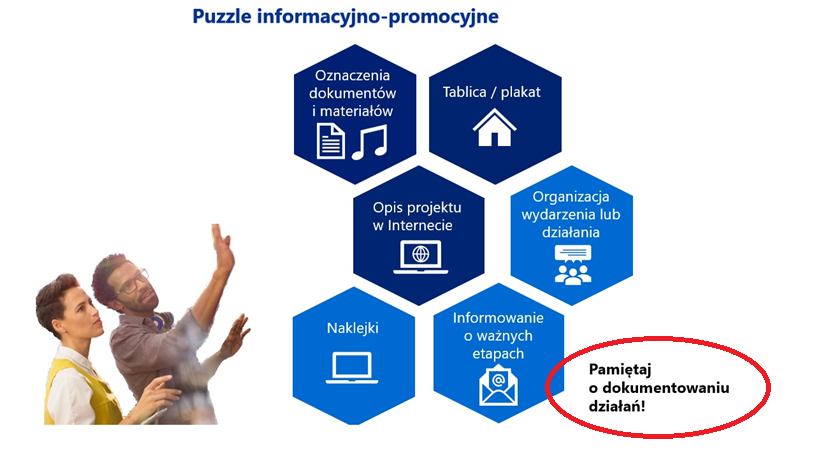 Puzzle informacyjno-promocyjne
Oznaczenia
dokumentów
i materiałów
Tablica / plakat
Opis projektu
w Internecie
Organizacja
wydarzenia lub
działania
Naklejki
Informowanie
o ważnych
etapach
@
Pamiętaj
o dokumentowaniu
działań!